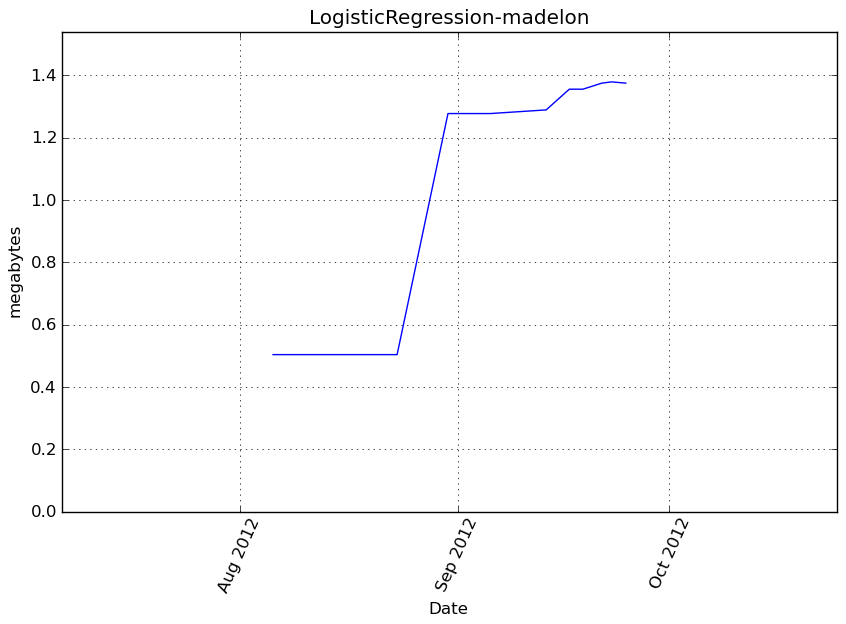 LogisticRegression-madelon
1.4
1.2
1.0
0.8
0.6
0.4
0.2
0.0
megabytes
Aug 2012
Sep 2012
Oct 2012
Date